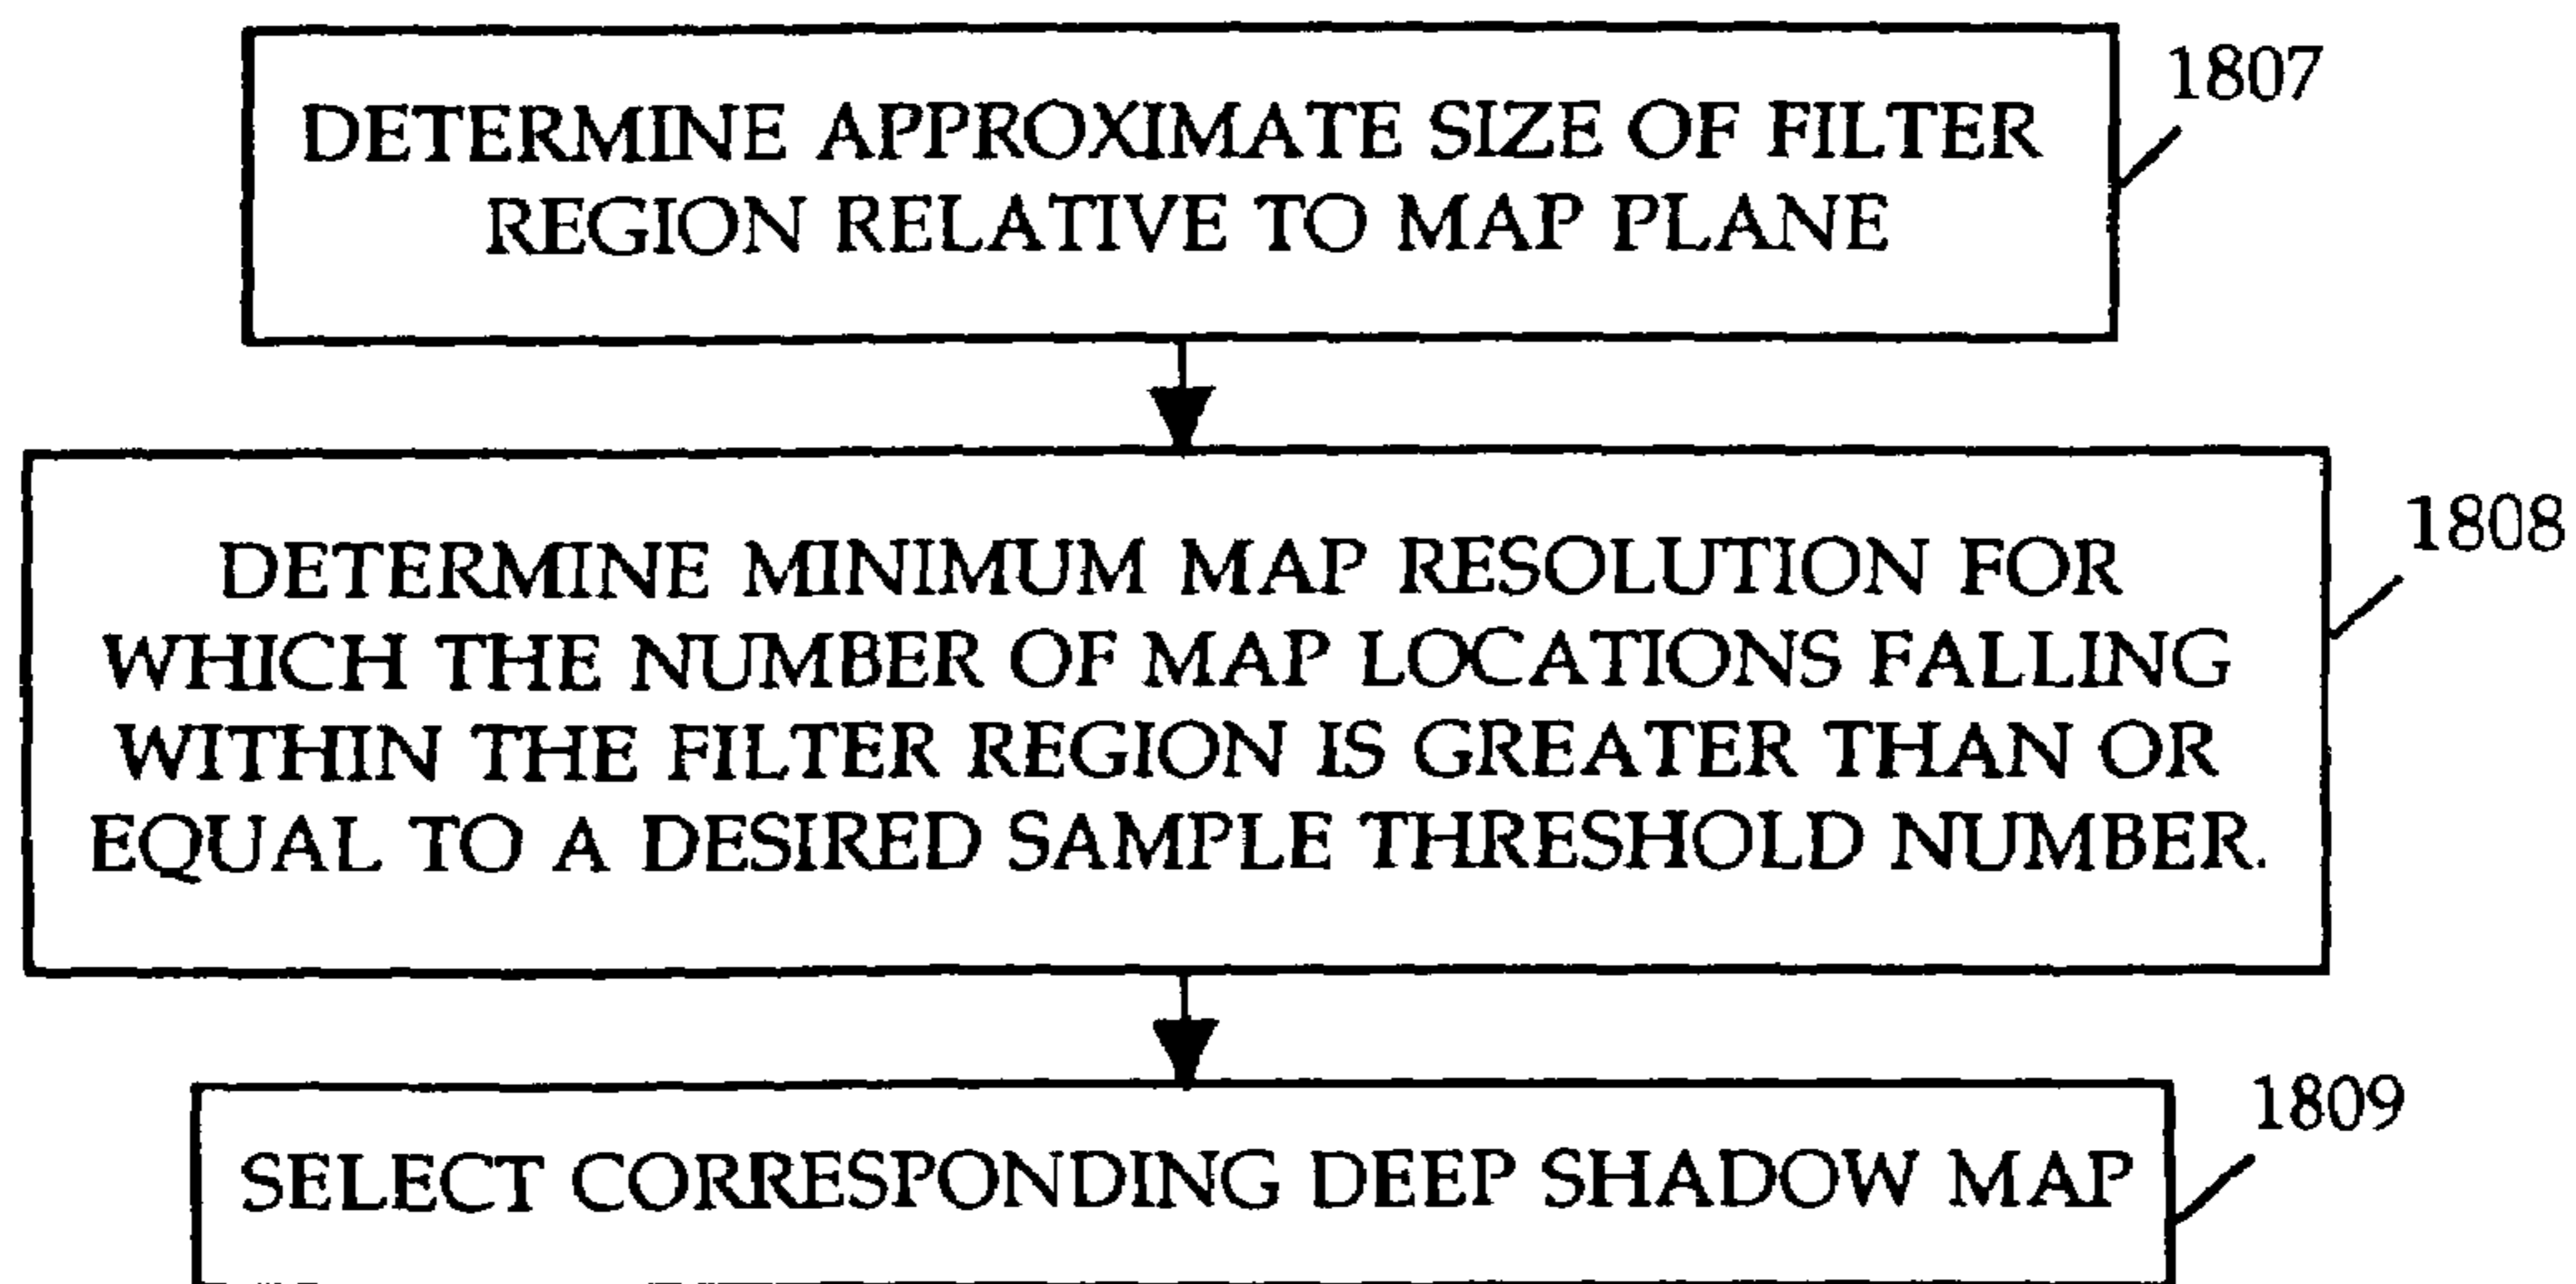 1807
DETERMINE APPROXIMATE SIZE OF FILTER
REGION RELATIVE TO MAP PLANE
1808
DETERMINE MINIMUM MAP RESOLUTION FOR
WHICH THE NUMBER OF MAP LOCATIONS FALLING
WITHIN THE FILTER REGION IS GREATER THAN OR
EQUAL TO A DESIRED SAMPLE THRESHOLD NUMBER.
1809
SELECT CORRESPONDING DEEP SHADOW MAP